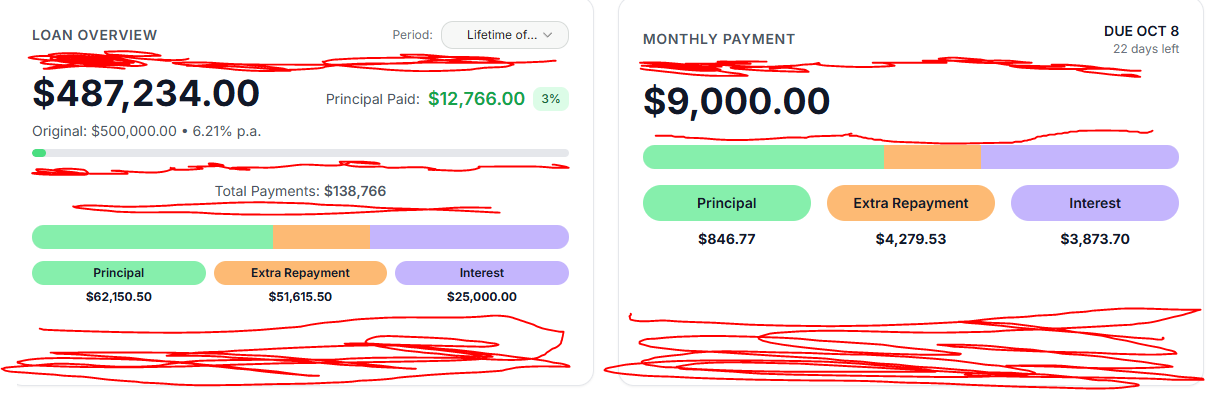 LOAN OVERVIEW
Period: Lifetime of...
$487,234.00
Principal Paid: $12,766.00 3%
Original: $500,000.00 • 6.21% p.a.
Total Payments: $138,766
Principal Extra Repayment Interest
$62,150.50 $51,615.50 $25,000.00
MONTHLY PAYMENT
DUE OCT 8
22 days left
$9,000.00
Principal Extra Repayment Interest
$846.77 $4,279.53 $3,873.70